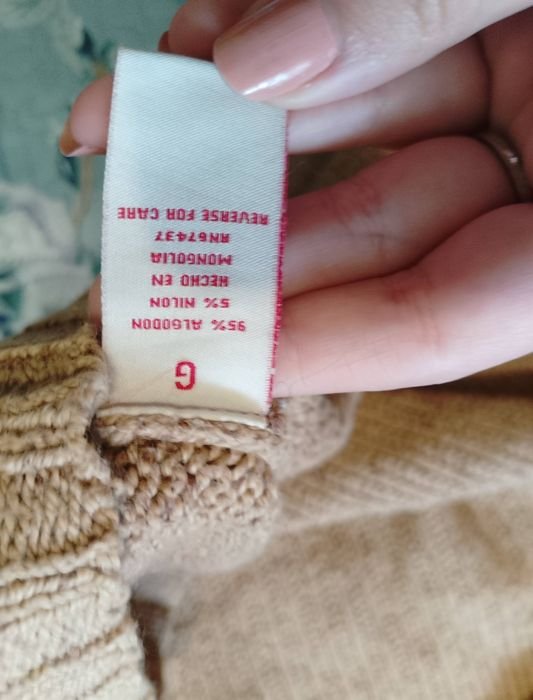 G
95% ALGODON
5% NILON
HECHO EN
MONGOLIA
RN67437
REVERSE FOR CARE